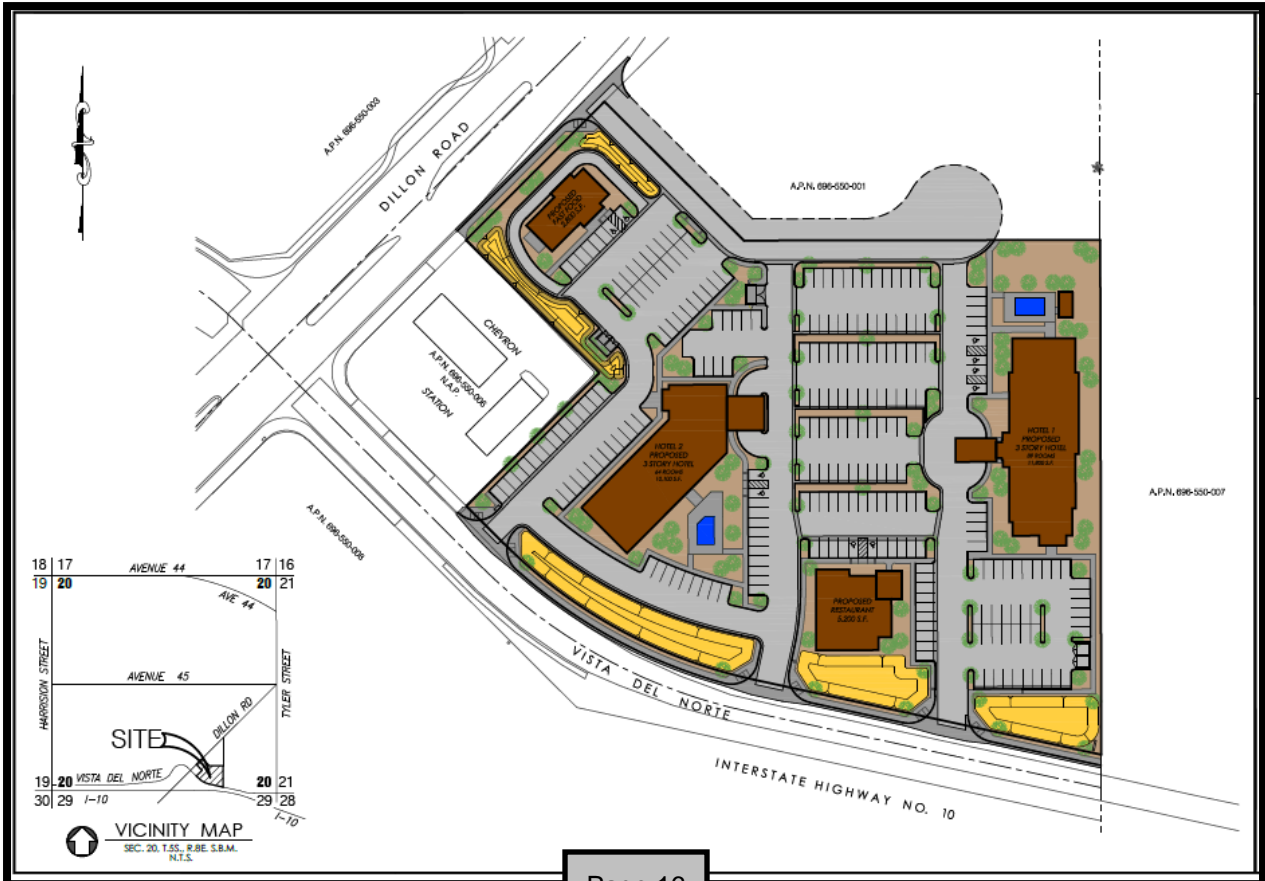 A.P.N. 696-550-003
DILLON ROAD
A.P.N. 696-550-001
PROPOSED
FAST FOOD
CHEVRON
A.P.N. 696-550-006
N.A.P.
STATION
HOTEL 2
PROPOSED
3 STORY HOTEL
64 ROOMS
HOTEL 1
PROPOSED
3 STORY HOTEL
A.P.N. 696-550-007
A.P.N. 696-550-008
PROPOSED
RESTAURANT
5,200 S.F.
VISTA DEL NORTE
INTERSTATE HIGHWAY NO. 10
18 17 AVENUE 44 17 16
19 20 20 21
AVE 44
HARRISION STREET
AVENUE 45
TYLER STREET
DILLON RD
SITE
19 20 VISTA DEL NORTE 20 21
30 29 I-10 29 28
I-10
VICINITY MAP
SEC. 20, T.5S., R.8E. S.B.M.
N.T.S.